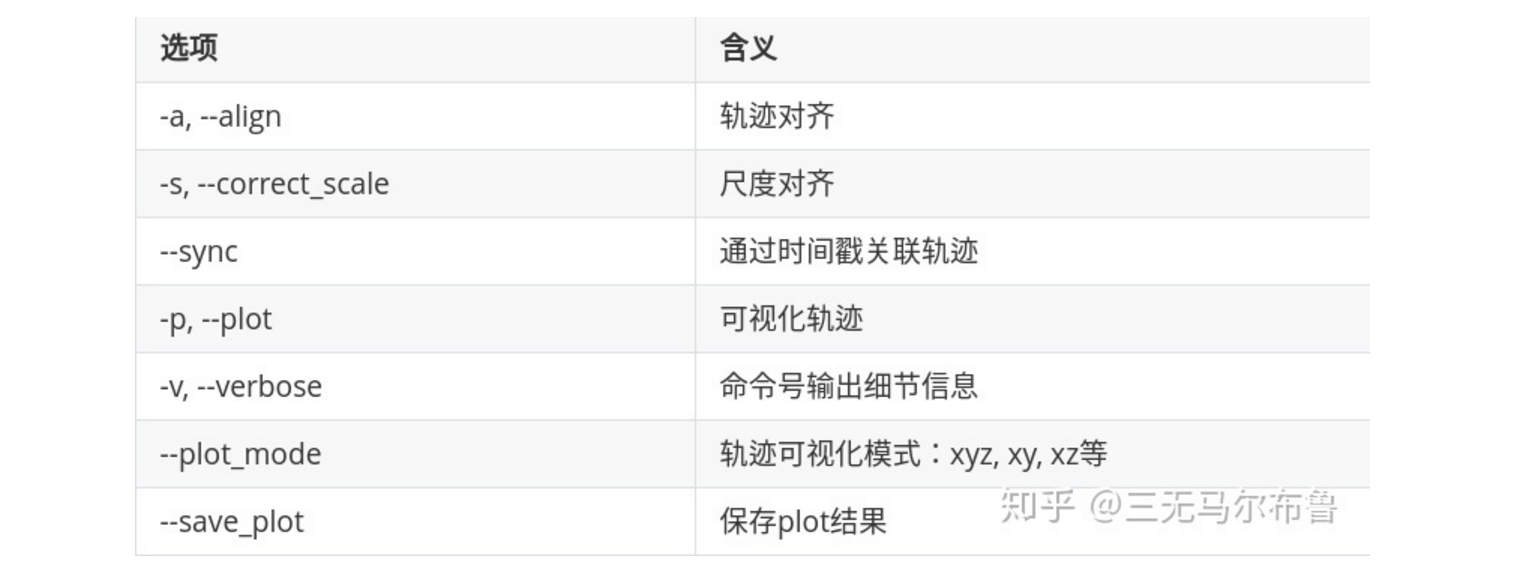 选项 含义
-a, --align 轨迹对齐
-s, --correct_scale 尺度对齐
--sync 通过时间戳关联轨迹
-p, --plot 可视化轨迹
-v, --verbose 命令号输出细节信息
--plot_mode 轨迹可视化模式：xyz, xy, xz等
--save_plot 保存plot结果
知乎 @三无马尔布鲁